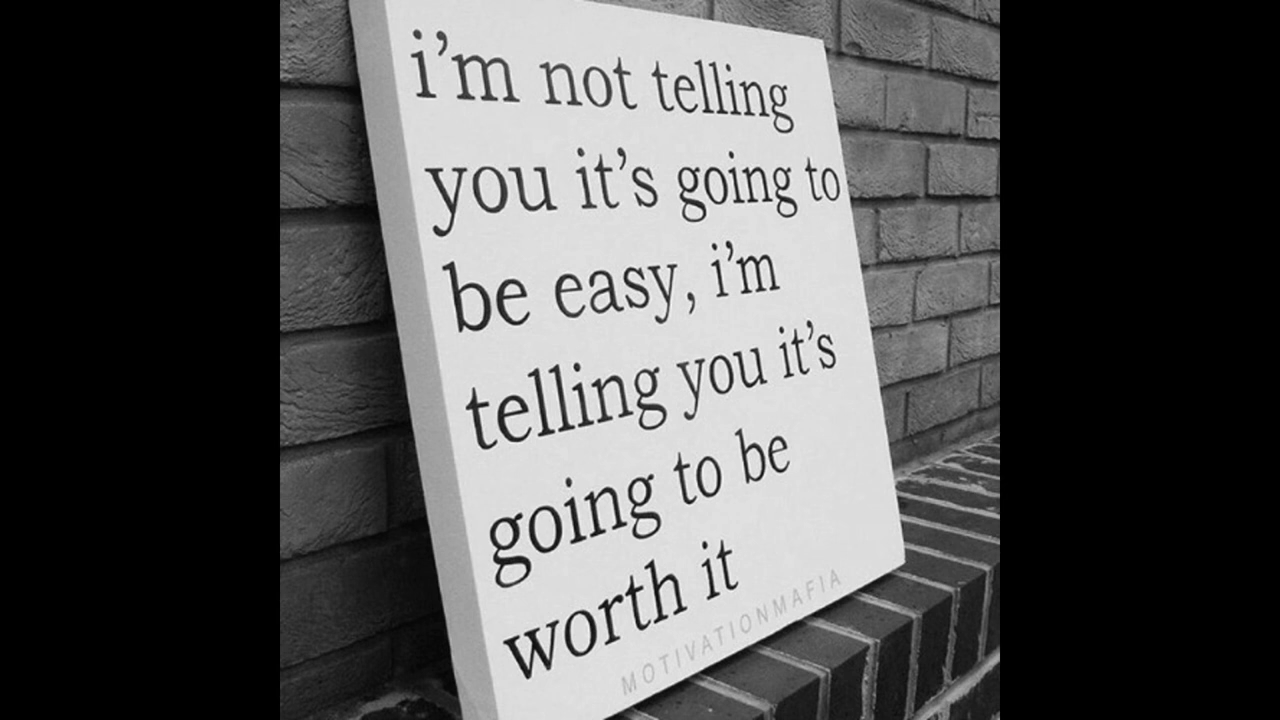 i’m not telling
you it’s going to
be easy, i’m
telling you it’s
going to be
worth it
MOTIVATIONMAFIA